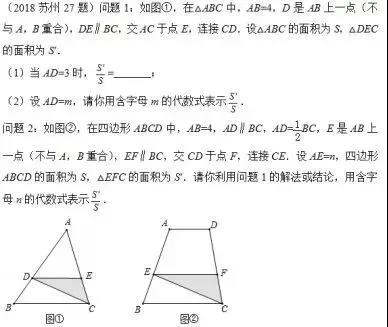 (2018 苏州 27 题) 问题 1:如图①,在△ABC 中,AB=4,D 是 AB 上一点(不
与 A,B 重合),DE∥BC,交 AC 于点 E,连接 CD.设△ABC 的面积为 S,△DEC
的面积为 S′.
(1)当 AD=3 时,S′/S=______;
(2)设 AD=m,请你用含字母 m 的代数式表示 S′/S.
问题 2:如图②,在四边形 ABCD 中,AB=4,AD∥BC,AD=1/2BC,E 是 AB 上
一点(不与 A,B 重合),EF∥BC,交 CD 于点 F,连接 CE.设 AE=n,四边形
ABCD 的面积为 S,△EFC 的面积为 S′.请你利用问题 1 的解法或结论,用含字
母 n 的代数式表示 S′/S.
A
D
E
B
C
图①
A
D
E
F
B
C
图②